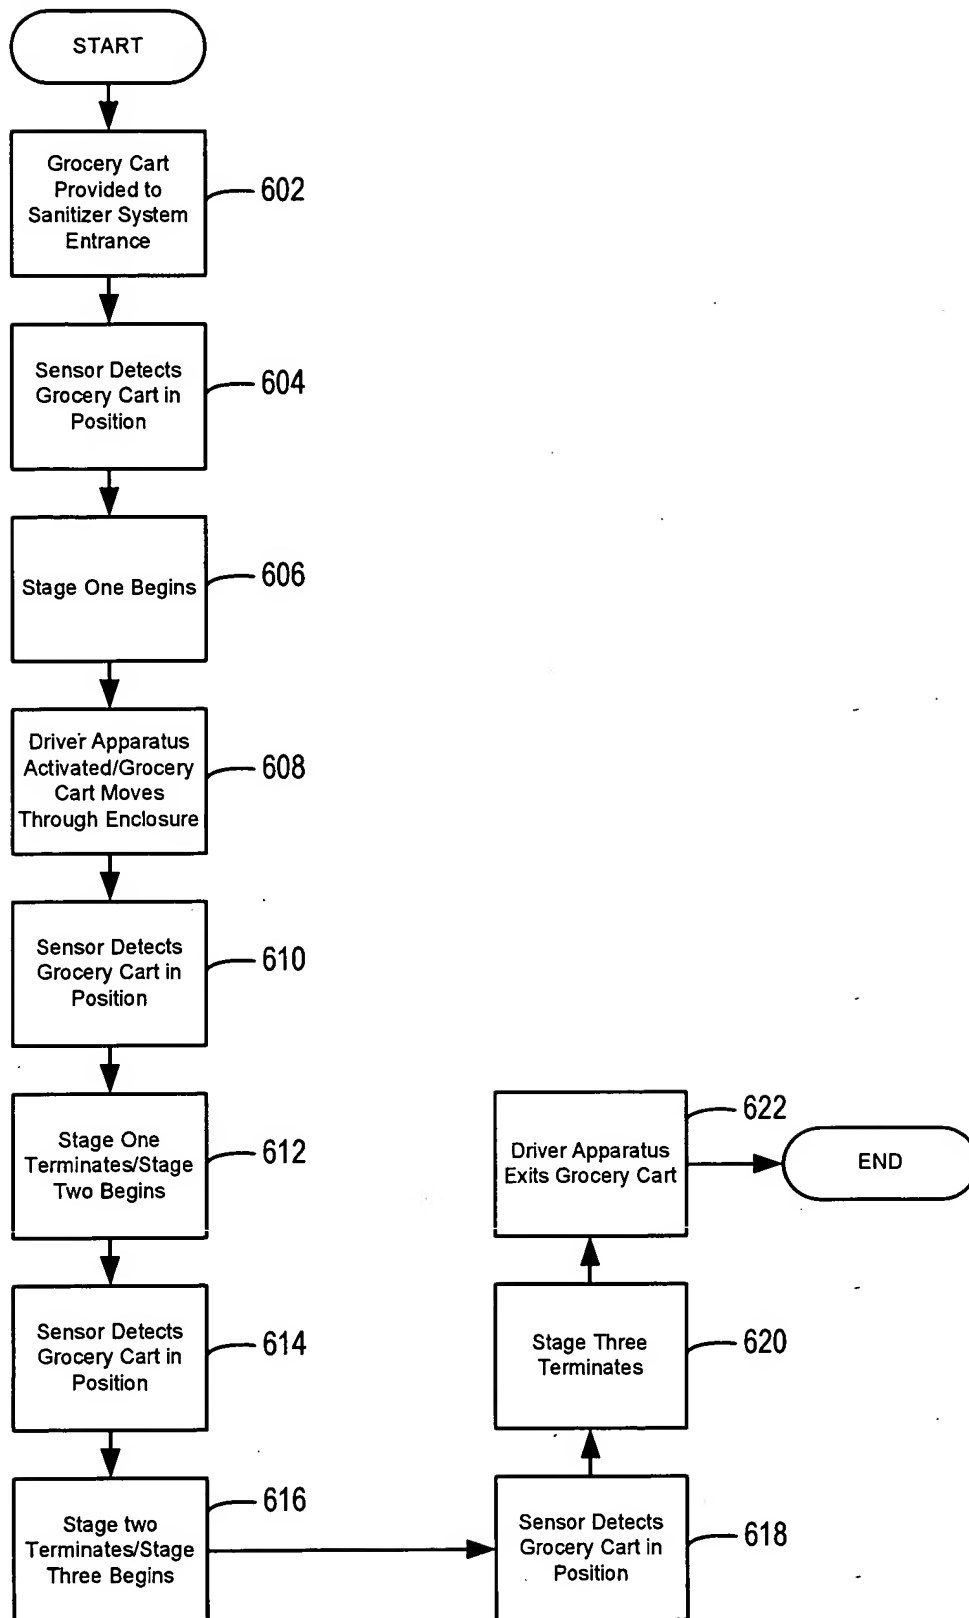 START
Grocery Cart
Provided to
Sanitizer System
Entrance
602
Sensor Detects
Grocery Cart in
Position
604
Stage One Begins
606
Driver Apparatus
Activated/Grocery
Cart Moves
Through Enclosure
608
Sensor Detects
Grocery Cart in
Position
610
Stage One
Terminates/Stage
Two Begins
612
Sensor Detects
Grocery Cart in
Position
614
Stage two
Terminates/Stage
Three Begins
616
Sensor Detects
Grocery Cart in
Position
618
Stage Three
Terminates
620
Driver Apparatus
Exits Grocery Cart
622
END